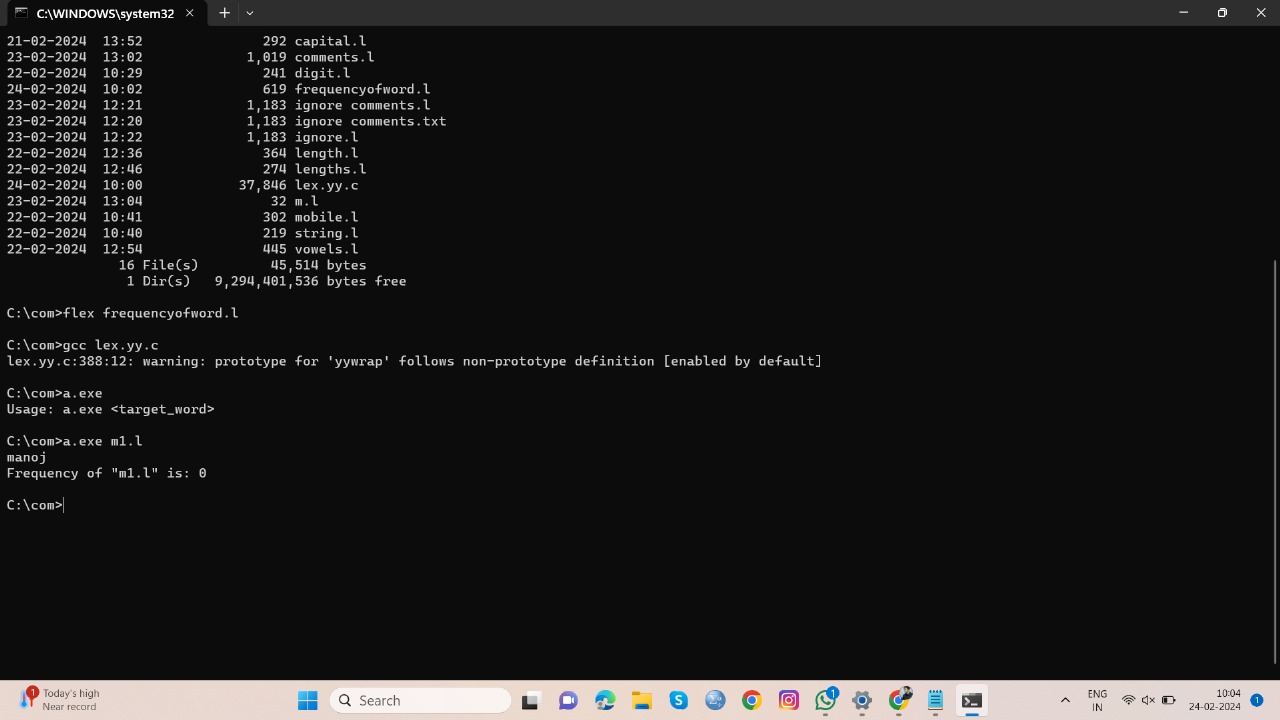 C:\WINDOWS\system32
21-02-2024  13:52               292 capital.l
23-02-2024  13:02             1,019 comments.l
22-02-2024  10:29               241 digit.l
24-02-2024  10:02               619 frequencyofword.l
23-02-2024  12:21             1,183 ignore comments.l
23-02-2024  12:20             1,183 ignore comments.txt
23-02-2024  12:22             1,183 ignore.l
22-02-2024  12:36               364 length.l
22-02-2024  12:46               274 lengths.l
24-02-2024  10:00            37,846 lex.yy.c
23-02-2024  13:04                32 m.l
22-02-2024  10:41               302 mobile.l
22-02-2024  10:40               219 string.l
22-02-2024  12:54               445 vowels.l
              16 File(s)         45,514 bytes
               1 Dir(s)   9,294,401,536 bytes free
C:\com>flex frequencyofword.l
C:\com>gcc lex.yy.c
lex.yy.c:388:12: warning: prototype for 'yywrap' follows non-prototype definition [enabled by default]
C:\com>a.exe
Usage: a.exe <target_word>
C:\com>a.exe m1.l
manoj
Frequency of "m1.l" is: 0
C:\com>
1
Today's high
Near record
Search
1
ENG
IN
10:04
24-02-2024
1